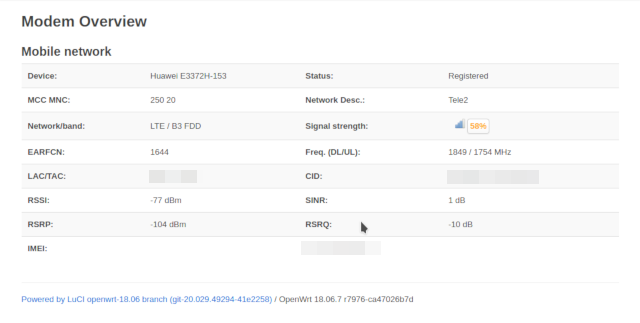 Modem Overview
Mobile network
Device: Huawei E3372H-153 Status: Registered
MCC MNC: 250 20 Network Desc.: Tele2
Network/band: LTE / B3 FDD Signal strength: 58%
EARFCN: 1644 Freq. (DL/UL): 1849 / 1754 MHz
LAC/TAC: CID:
RSSI: -77 dBm SINR: 1 dB
RSRP: -104 dBm RSRQ: -10 dB
IMEI:
Powered by LuCI openwrt-18.06 branch (git-20.029.49294-41e2258) / OpenWrt 18.06.7 r7976-ca47026b7d